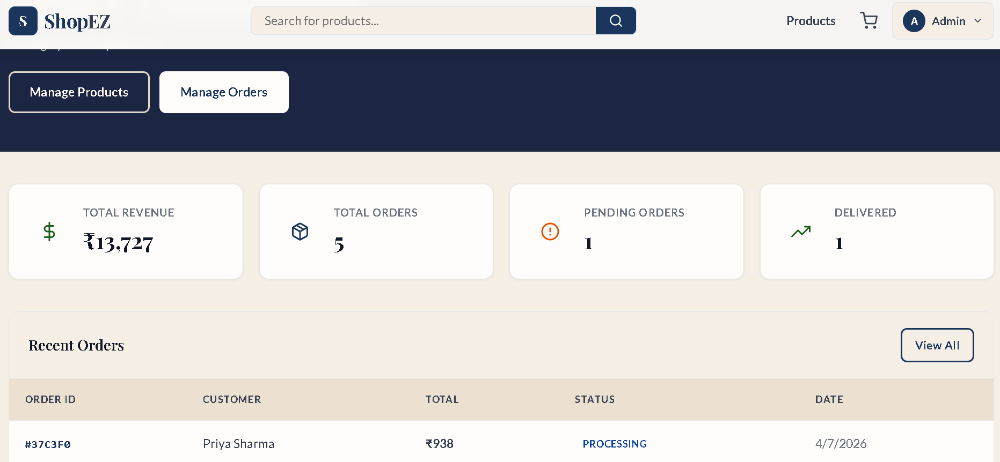 S ShopEZ
Search for products...
Products
A Admin
Manage Products
Manage Orders
TOTAL REVENUE
₹13,727
TOTAL ORDERS
5
PENDING ORDERS
1
DELIVERED
1
Recent Orders
View All
ORDER ID CUSTOMER TOTAL STATUS DATE
#37C3F0 Priya Sharma ₹938 PROCESSING 4/7/2026